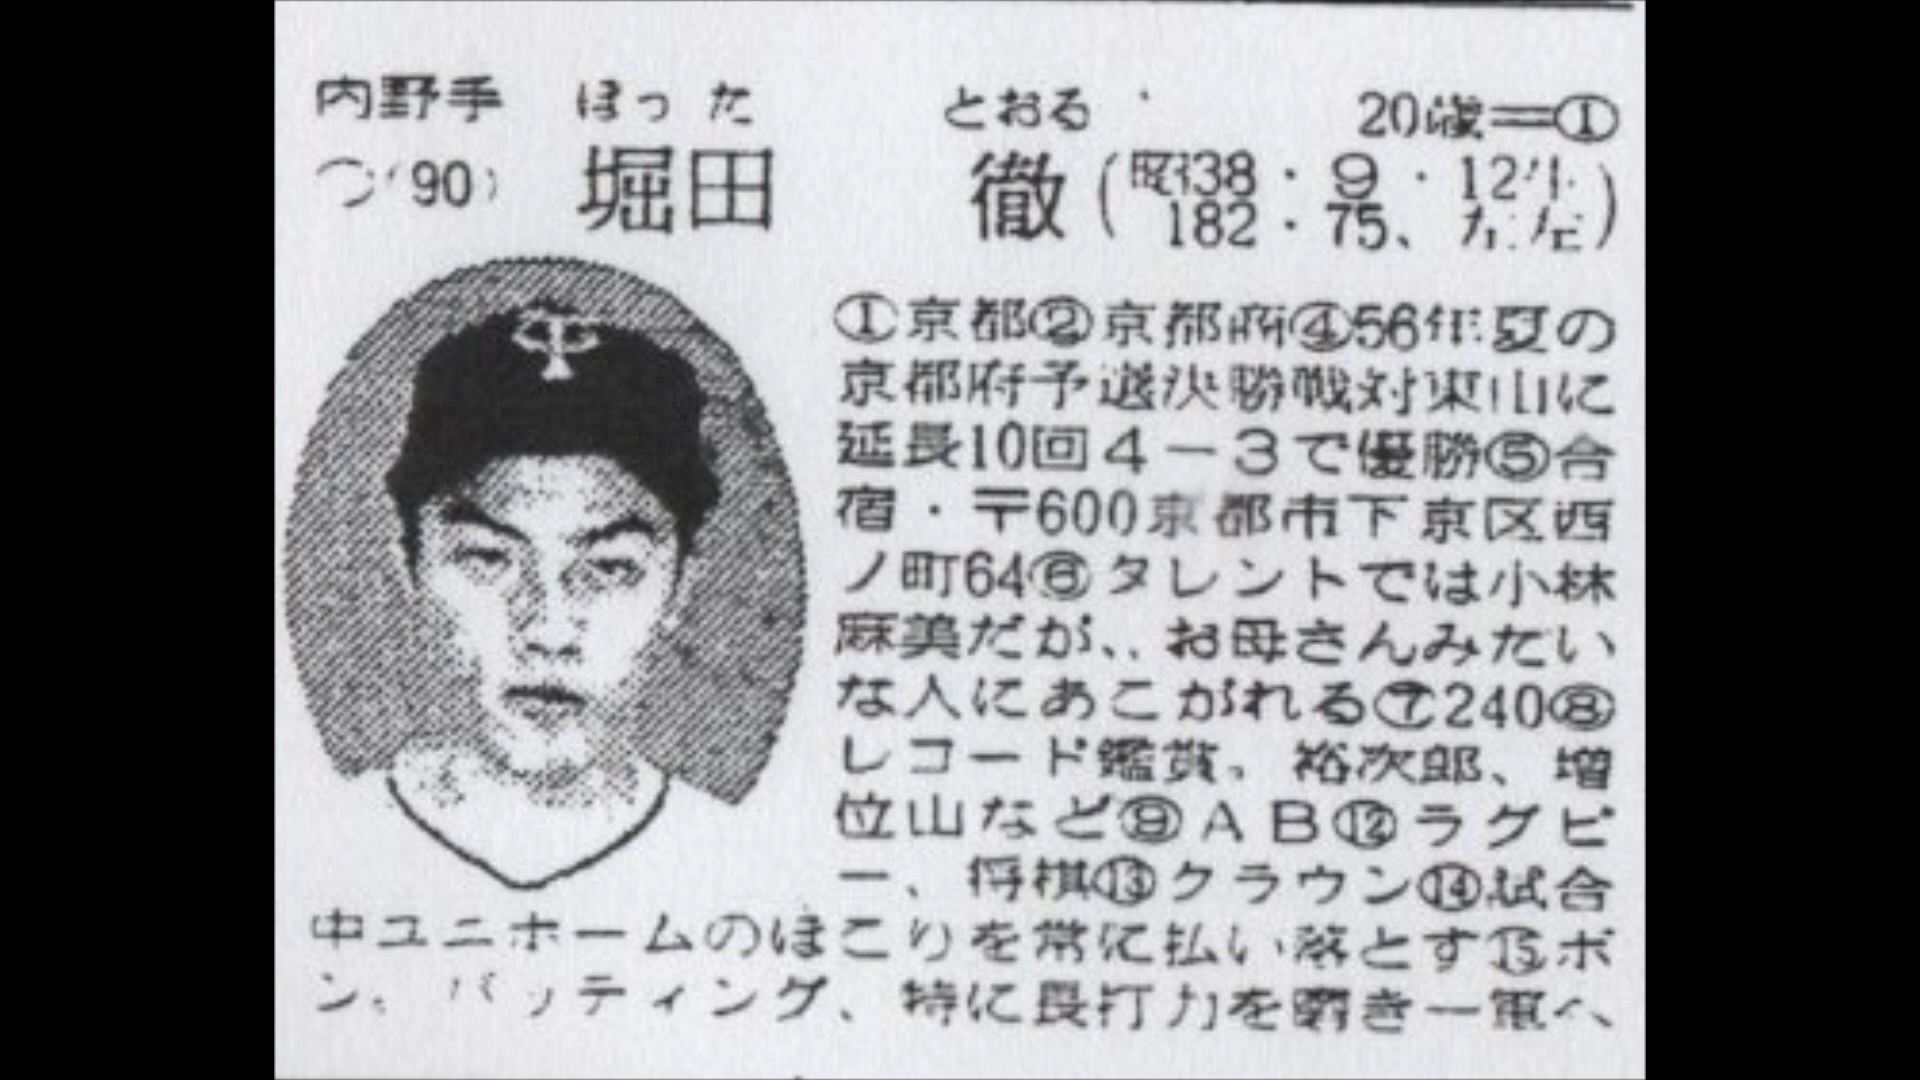 内野手 ほった とおる 20歳=①
(90) 堀田 徹 (昭38・9・12生
182・75、左左)
①京都②京都商④56年夏の
京都府予選決勝戦対東山に
延長10回4-3で優勝⑤合
宿・〒600京都市下京区西
ノ町64⑥タレントでは小林
麻美だが、お母さんみたい
な人にあこがれる⑦240⑧
レコード鑑賞。裕次郎、増
位山など⑨AB⑫ラグビ
ー、将棋⑬クラウン⑭試合
中ユニホームのほこりを常に払い落とす⑮ボ
ン。バッティング、特に長打力を磨き一軍へ